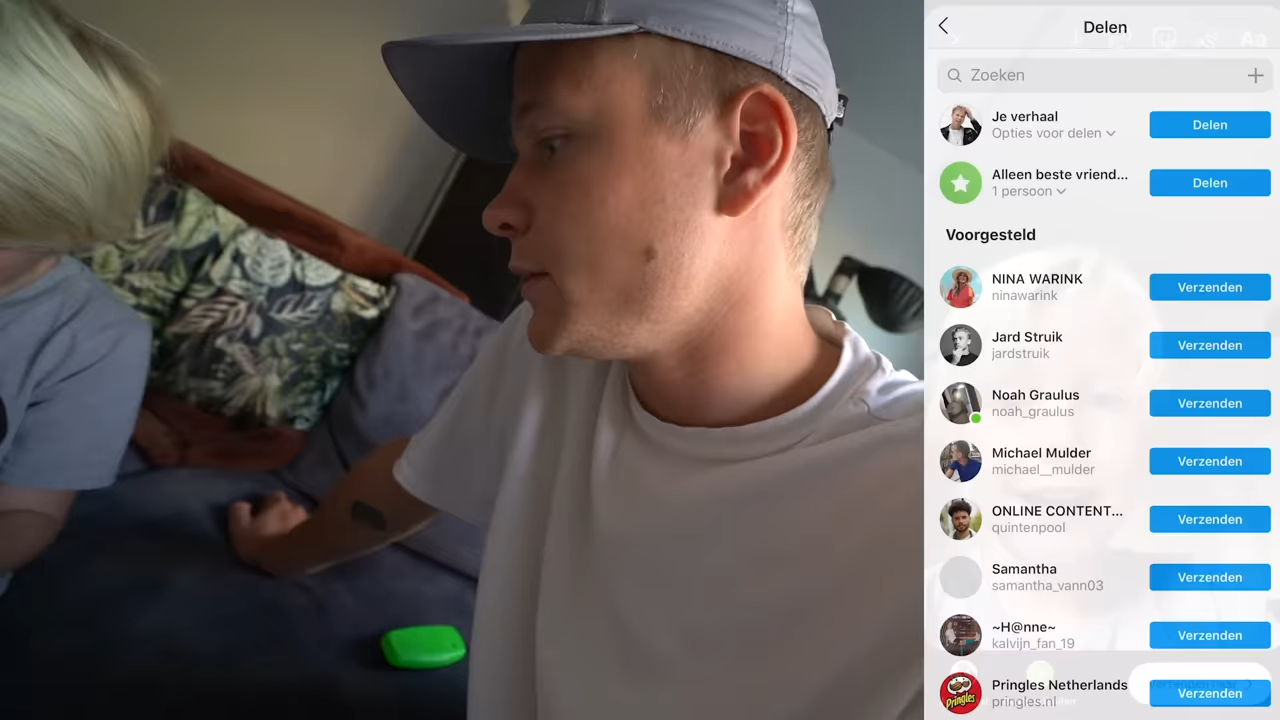 Delen
Aa
Zoeken
Je verhaal
Opties voor delen
Delen
Alleen beste vriend...
1 persoon
Delen
Voorgesteld
NINA WARINK
ninawarink
Verzenden
Jard Struik
jardstruik
Verzenden
Noah Graulus
noah_graulus
Verzenden
Michael Mulder
michael__mulder
Verzenden
ONLINE CONTENT...
quintenpool
Verzenden
Samantha
samantha_vann03
Verzenden
~H@nne~
kalvijn_fan_19
Verzenden
Pringles Netherlands
pringles.nl
Verzenden
Pringles